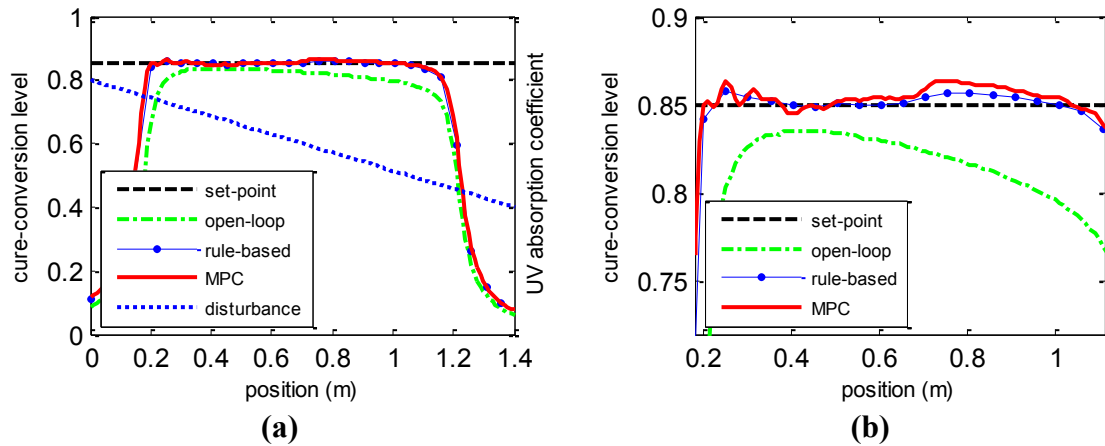 cure-conversion level
1
0.8
0.6
0.4
0.2
0
0
0.2
0.4
0.6
0.8
1
1.2
1.4
position (m)
UV absorption coefficient
set-point
open-loop
rule-based
MPC
disturbance
(a)
cure-conversion level
0.9
0.85
0.8
0.75
0.2
0.4
0.6
0.8
1
position (m)
set-point
open-loop
rule-based
MPC
(b)